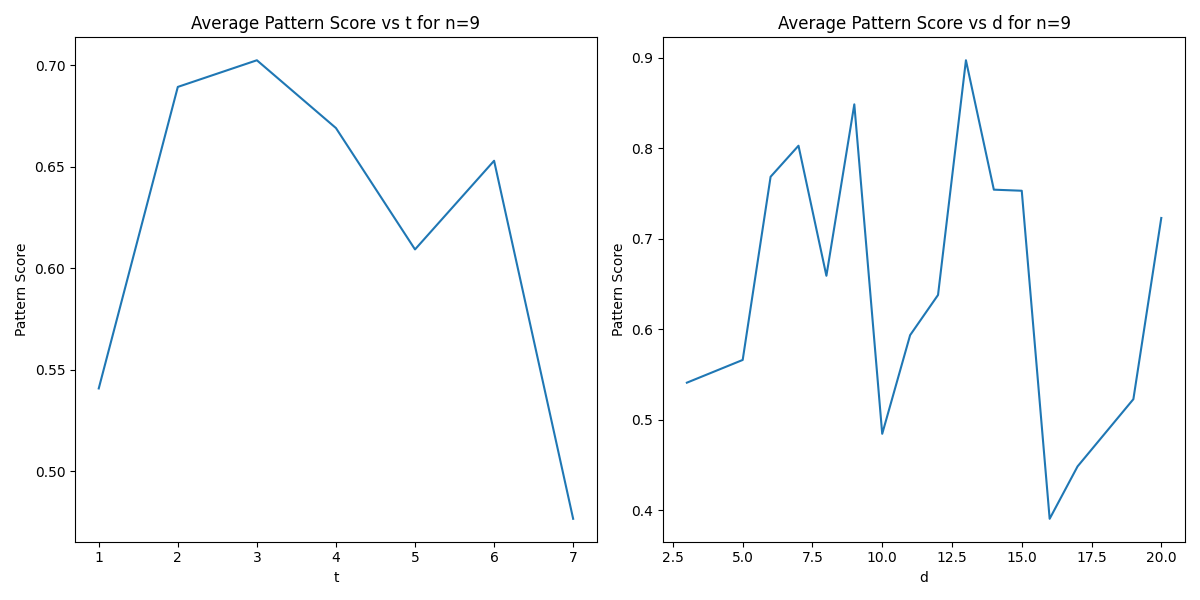 Average Pattern Score vs t for n=9
Pattern Score
0.70
0.65
0.60
0.55
0.50
1 2 3 4 5 6 7
t
Average Pattern Score vs d for n=9
Pattern Score
0.9
0.8
0.7
0.6
0.5
0.4
2.5 5.0 7.5 10.0 12.5 15.0 17.5 20.0
d